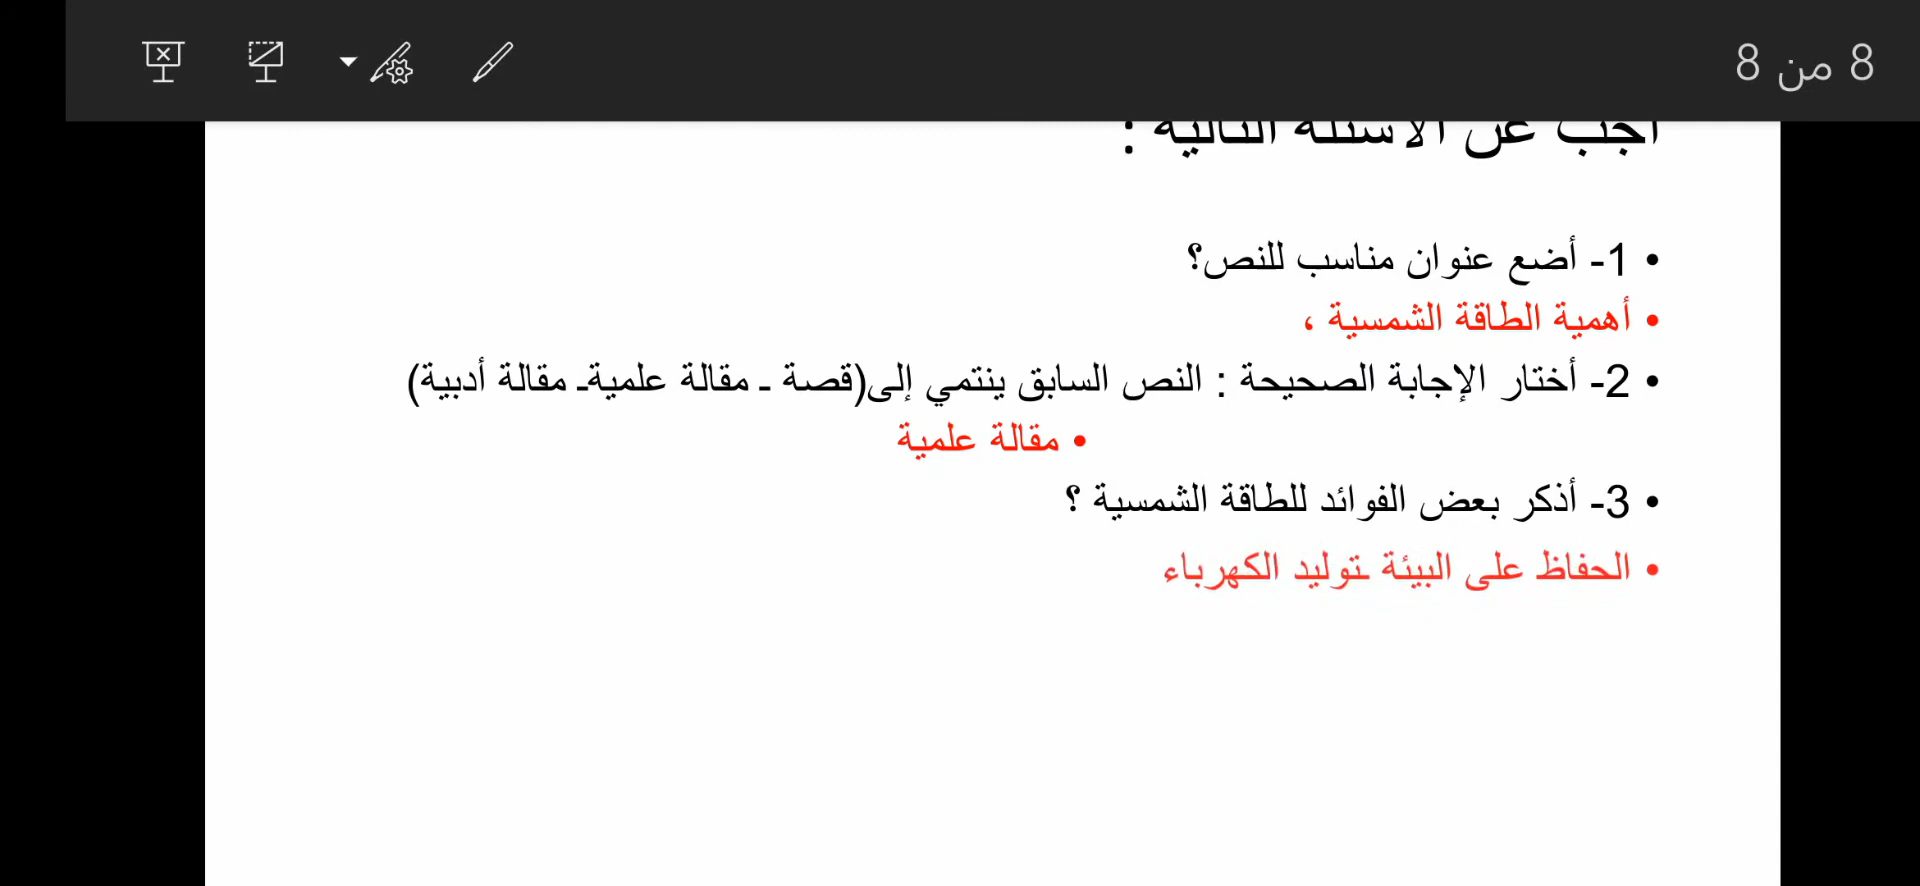 8 من 8
أجب عن الأسئلة التالية :
• 1- أضع عنوان مناسب للنص؟
• أهمية الطاقة الشمسية ،
• 2- أختار الإجابة الصحيحة : النص السابق ينتمي إلى(قصة - مقالة علمية- مقالة أدبية)
• مقالة علمية
• 3- أذكر بعض الفوائد للطاقة الشمسية ؟
• الحفاظ على البيئة -توليد الكهرباء